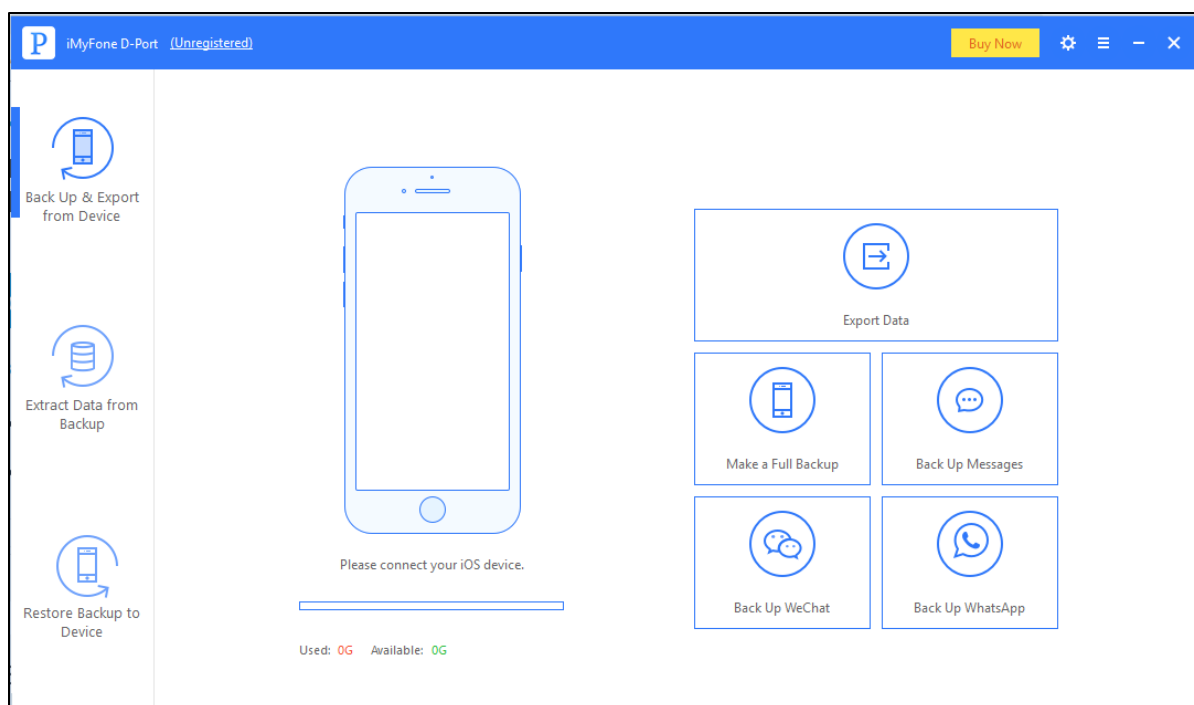 P iMyFone D-Port (Unregistered) Buy Now
Back Up & Export
from Device
Extract Data from
Backup
Restore Backup to
Device
Please connect your iOS device.
Used: 0G Available: 0G
Export Data
Make a Full Backup Back Up Messages
Back Up WeChat Back Up WhatsApp